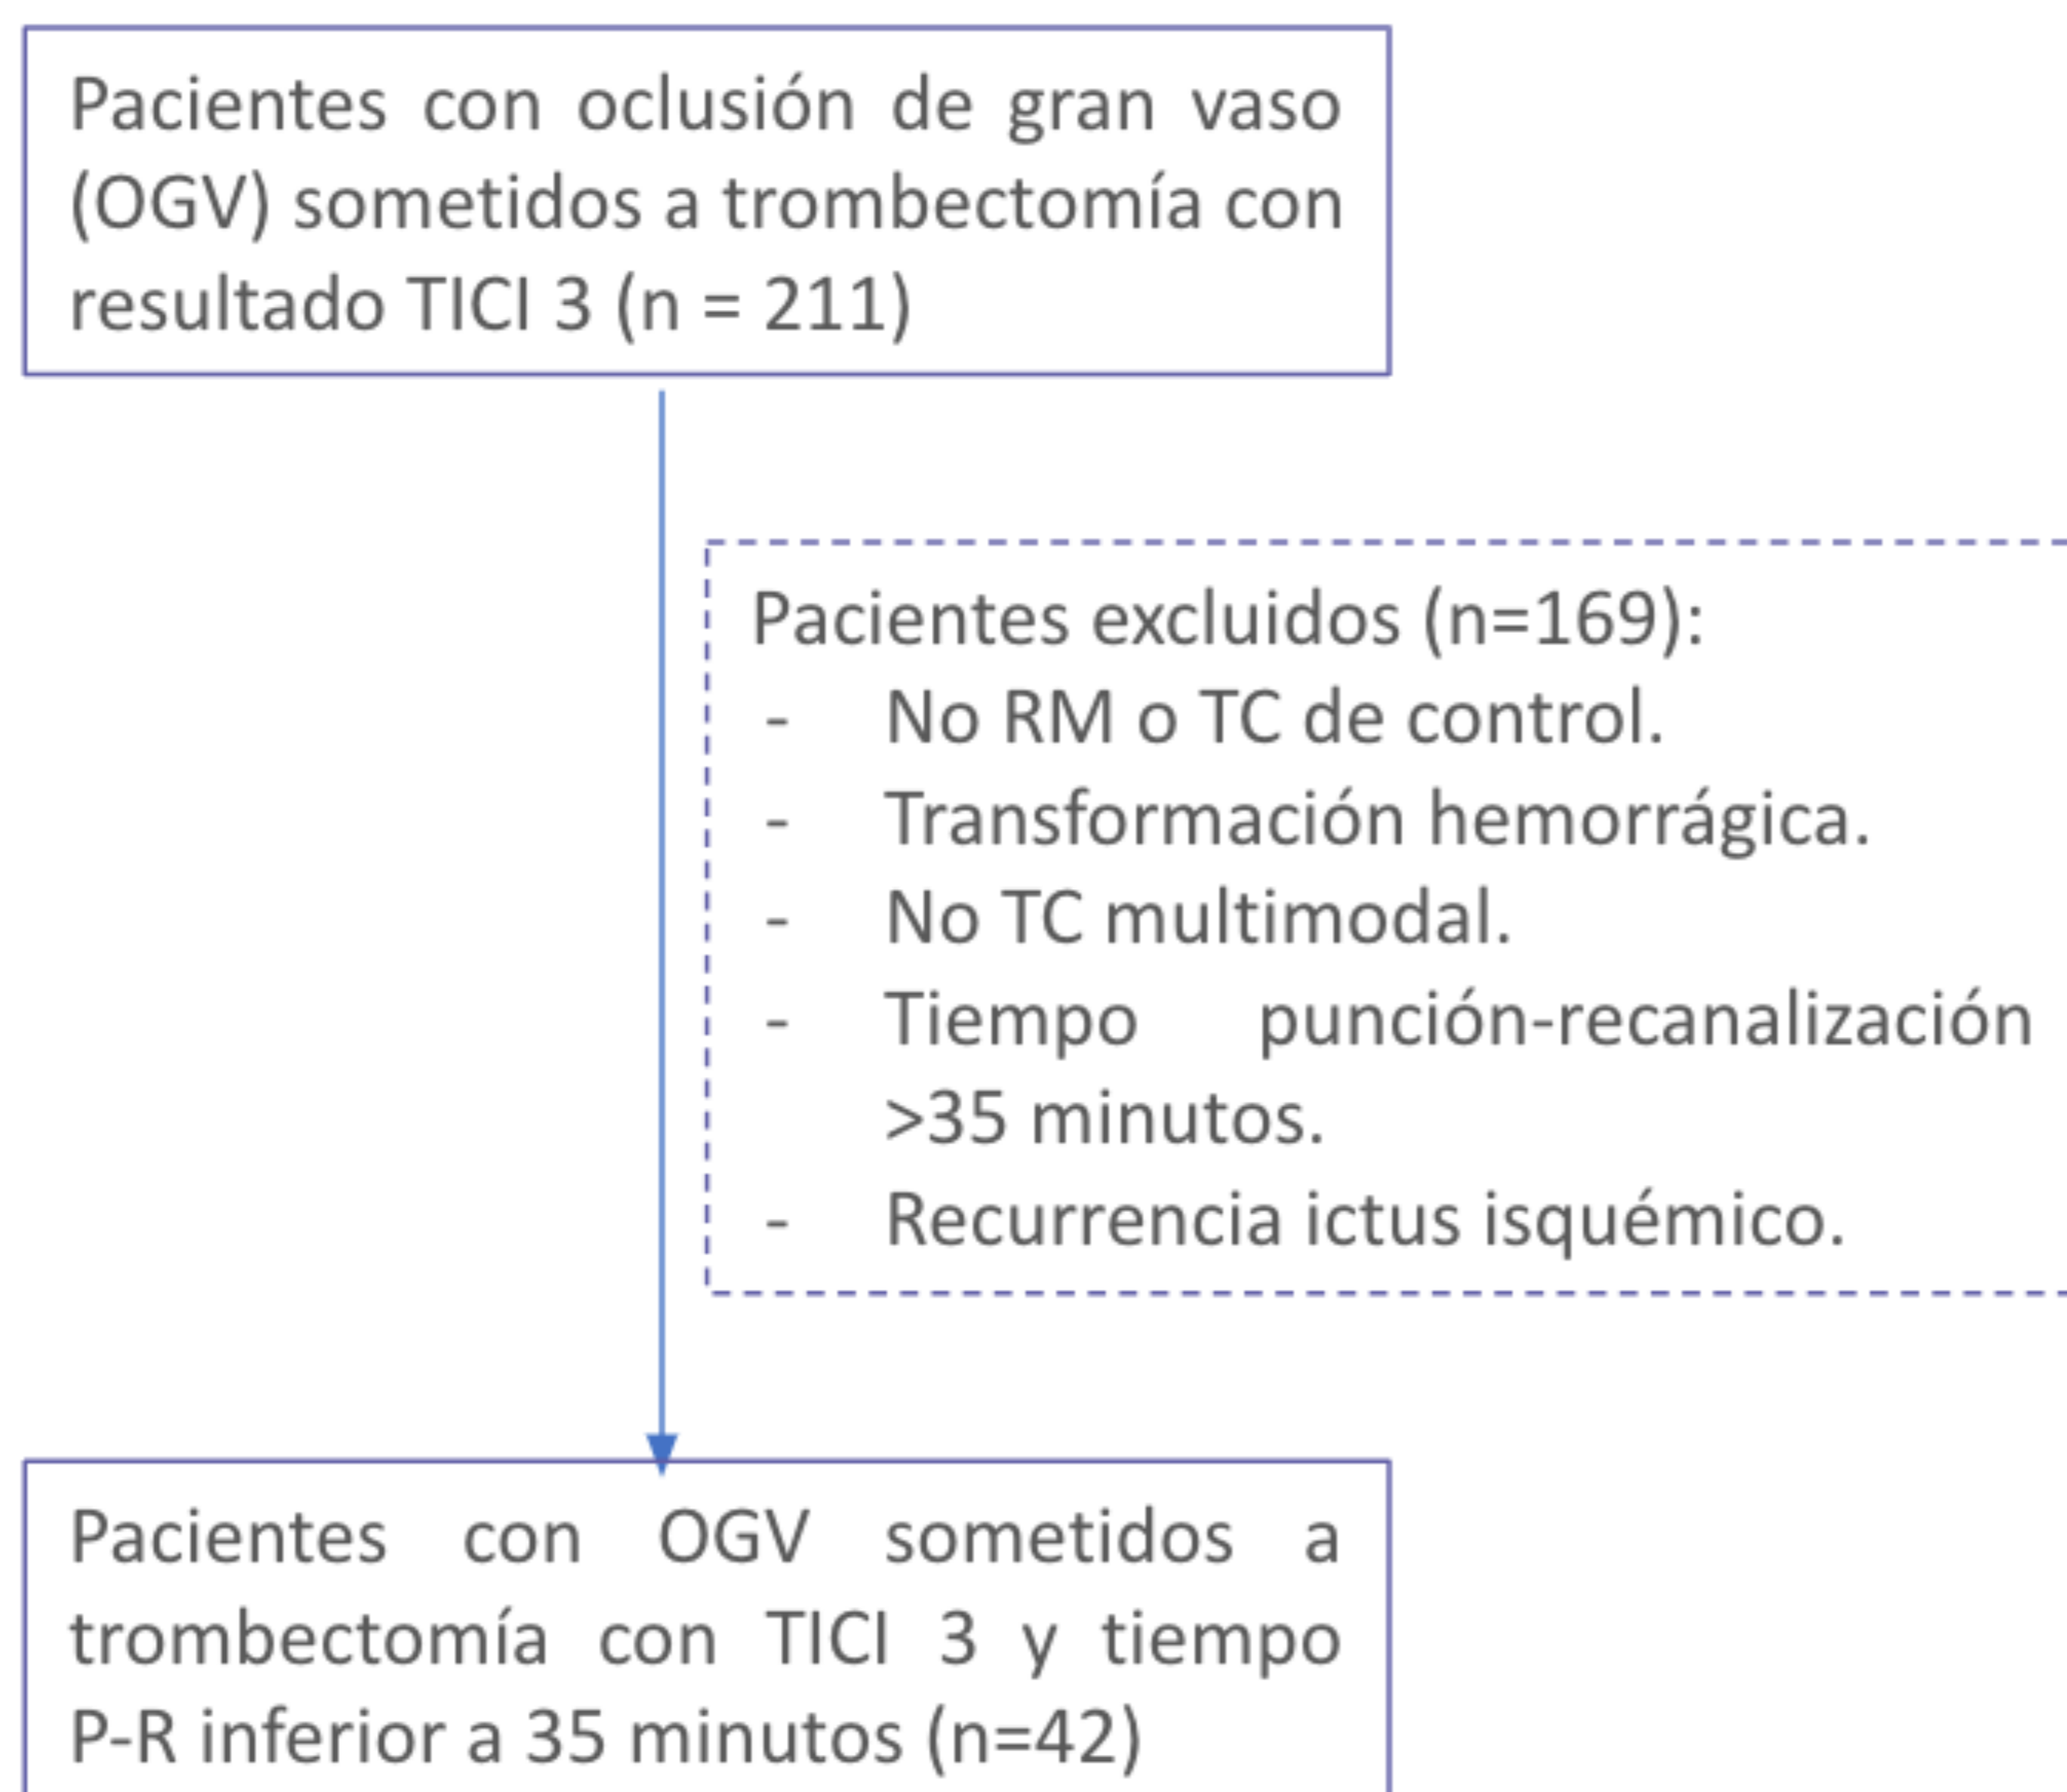 Pacientes con oclusión de gran vaso
(OGV) sometidos a trombectomía con
resultado TICI 3 (n = 211)
Pacientes excluidos (n=169):
- No RM o TC de control.
- Transformación hemorrágica.
- No TC multimodal.
- Tiempo punción-recanalización
>35 minutos.
- Recurrencia ictus isquémico.
Pacientes con OGV sometidos a
trombectomía con TICI 3 y tiempo
P-R inferior a 35 minutos (n=42)